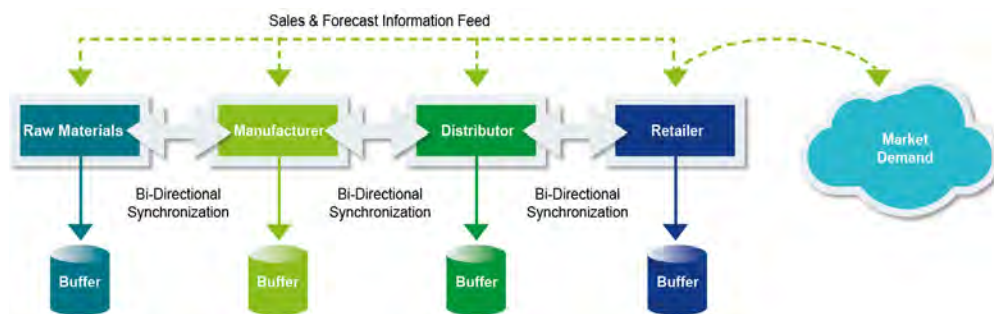 Sales & Forecast Information Feed
Raw Materials
Manufacturer
Distributor
Retailer
Market
Demand
Bi-Directional
Synchronization
Bi-Directional
Synchronization
Bi-Directional
Synchronization
Buffer
Buffer
Buffer
Buffer